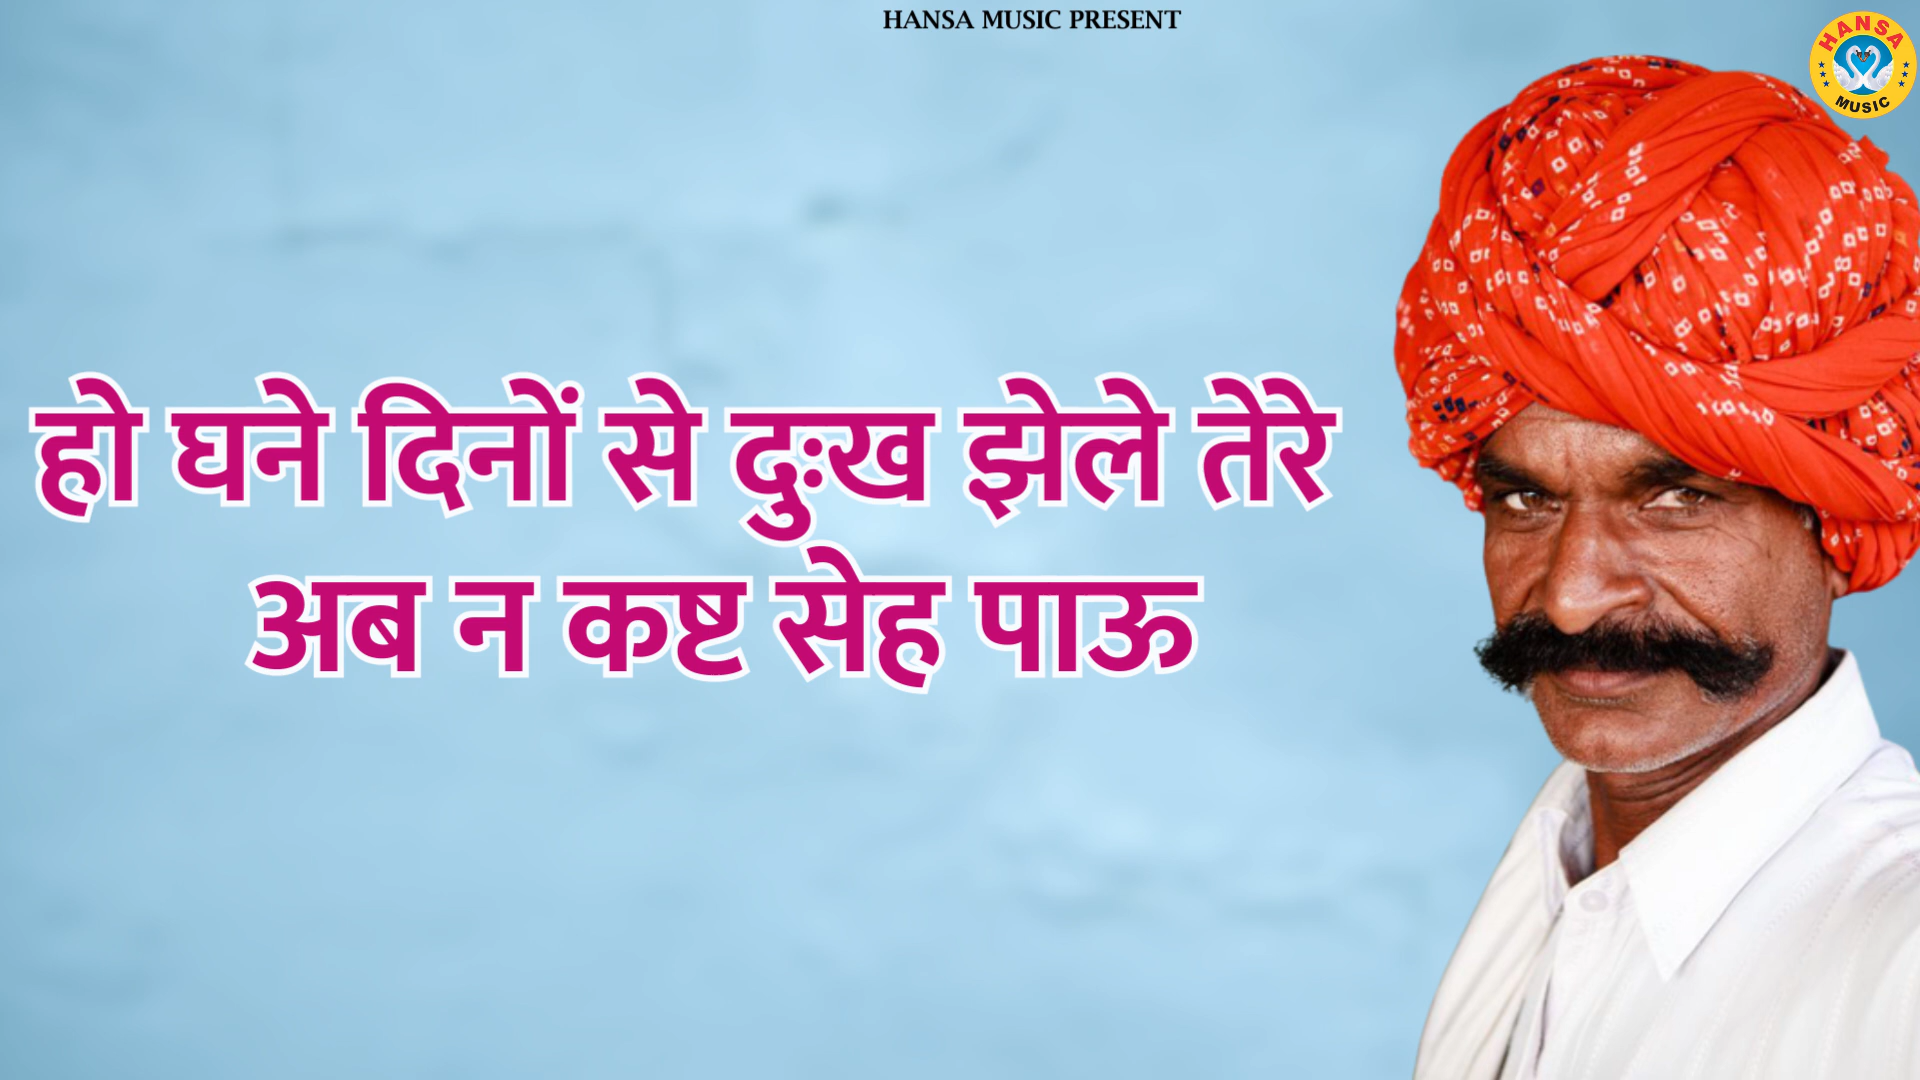 HANSA MUSIC PRESENT
HANSA
MUSIC
हो घने दिनों से दुःख झेले तेरे
अब न कष्ट सेह पाऊ